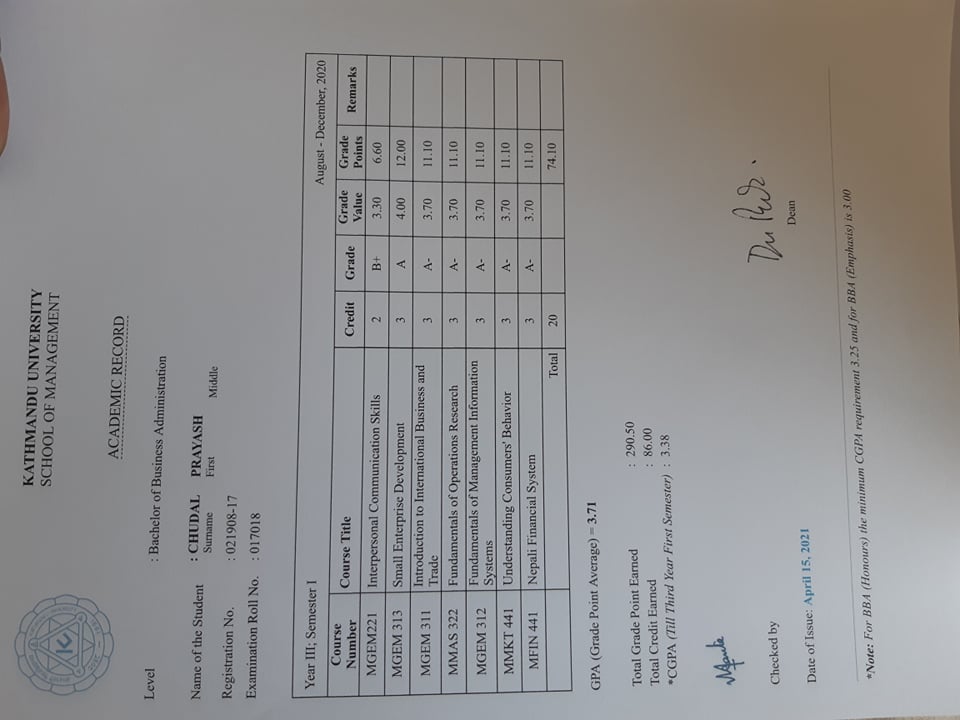 KATHMANDU UNIVERSITY
SCHOOL OF MANAGEMENT
ACADEMIC RECORD
Level : Bachelor of Business Administration
Name of the Student : CHUDAL PRAYASH
Surname First Middle
Registration No. : 021908-17
Examination Roll No. : 017018
Year III; Semester I August - December, 2020
Course Number Course Title Credit Grade Grade Value Grade Points Remarks
MGEM221 Interpersonal Communication Skills 2 B+ 3.30 6.60
MGEM 313 Small Enterprise Development 3 A 4.00 12.00
MGEM 311 Introduction to International Business and Trade 3 A- 3.70 11.10
MMAS 322 Fundamentals of Operations Research 3 A- 3.70 11.10
MGEM 312 Fundamentals of Management Information Systems 3 A- 3.70 11.10
MMKT 441 Understanding Consumers' Behavior 3 A- 3.70 11.10
MFIN 441 Nepali Financial System 3 A- 3.70 11.10
Total 20 74.10
GPA (Grade Point Average) = 3.71
Total Grade Point Earned : 290.50
Total Credit Earned : 86.00
*CGPA (Till Third Year First Semester) : 3.38
Checked by
Dean
Date of Issue: April 15, 2021
*Note: For BBA (Honours) the minimum CGPA requirement 3.25 and for BBA (Emphasis) is 3.00